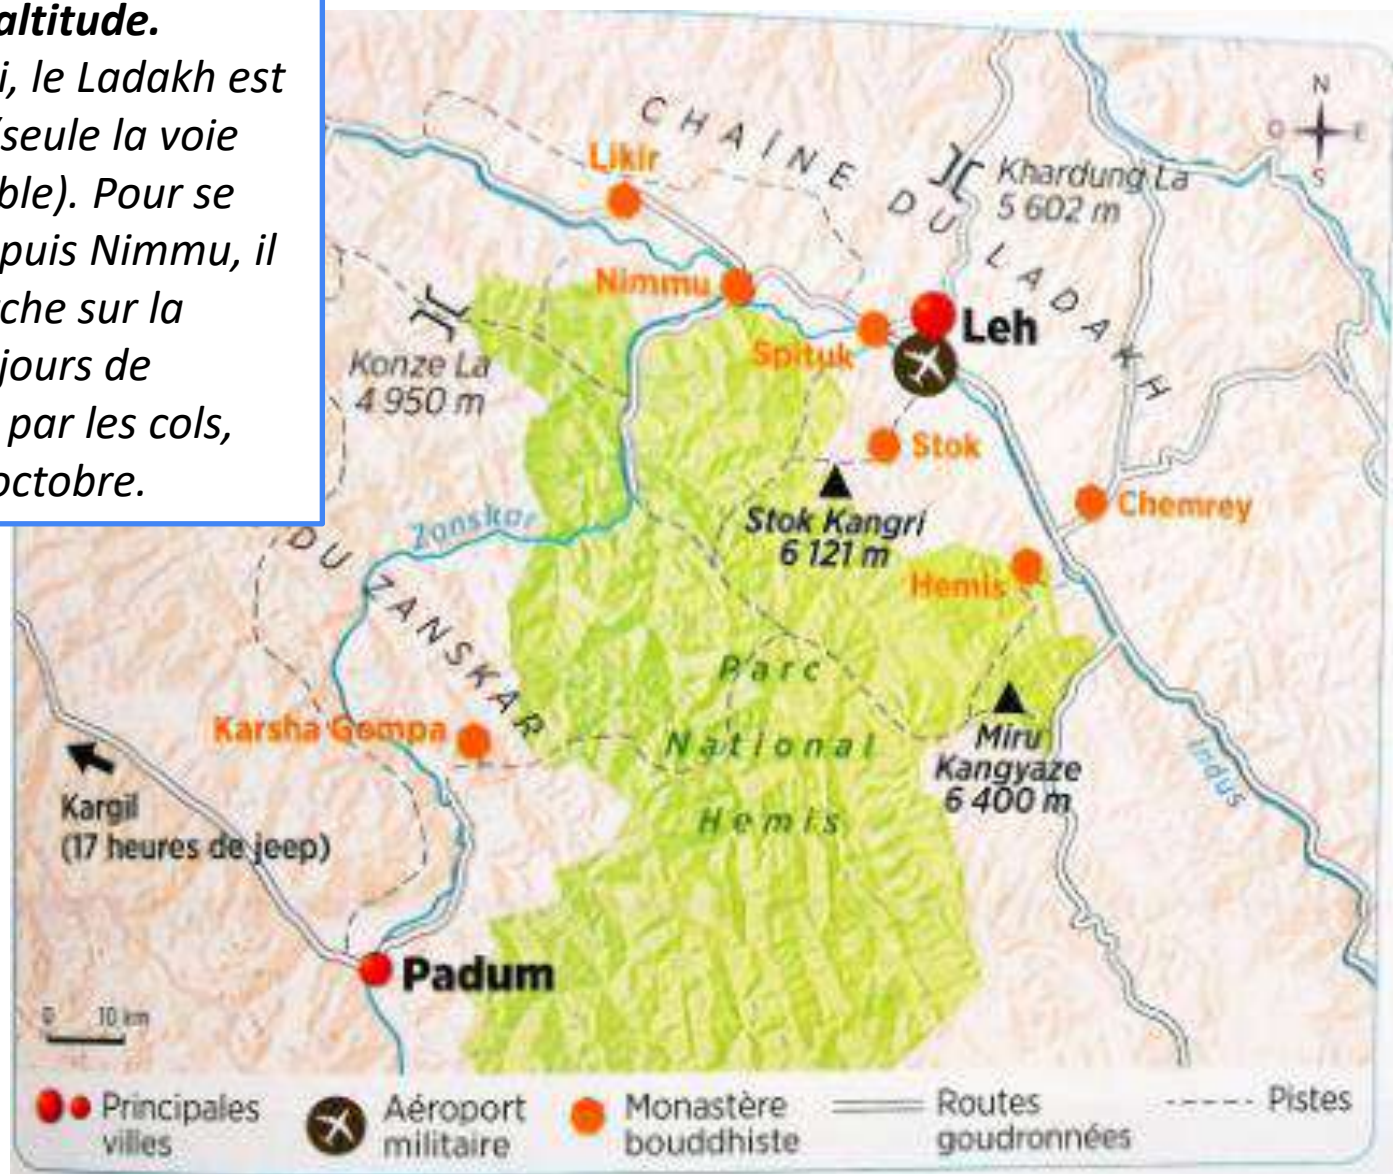 altitude.
i, le Ladakh est
(seule la voie
ble). Pour se
puis Nimmu, il
che sur la
jours de
par les cols,
octobre.
CHAÎNE DU LADAKH
N
O E
S
Likir
Khardung La
5 602 m
Nimmu
Leh
Spituk
Konze La
4 950 m
Stok
Chemrey
Zanskar
Stok Kangri
6 121 m
DU ZANSKAR
Hemis
Parc
National
Hemis
Karsha Gompa
Miru
Kangyaze
6 400 m
Indus
Kargil
(17 heures de jeep)
Padum
0 10 km
Principales
villes
Aéroport
militaire
Monastère
bouddhiste
Routes
goudronnées
Pistes